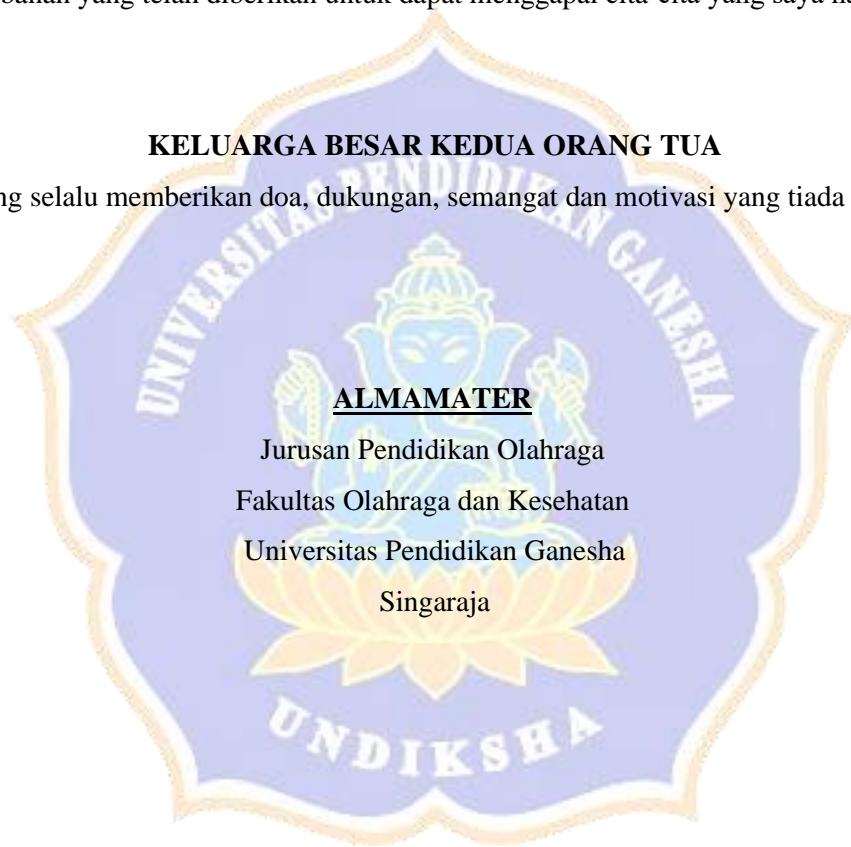 yang telah diberikan untuk dapat menggapai cita-cita yang saya
KELUARGA BESAR KEDUA ORANG TUA
selalu memberikan doa, dukungan, semangat dan motivasi yang tiada
UNIVERSITAS PENDIDIKAN GANESHA
ALMAMATER
Jurusan Pendidikan Olahraga
Fakultas Olahraga dan Kesehatan
Universitas Pendidikan Ganesha
Singaraja
UNDIKSHA